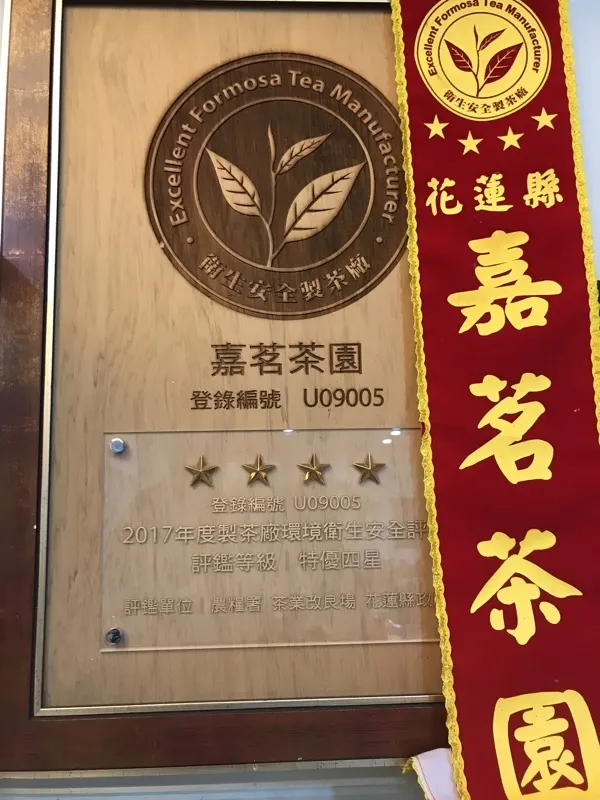 Excellent Formosa Tea Manufacturer
衛生安全製茶廠
嘉茗茶園
登錄編號 U09005
登錄編號 U09005
2017年度製茶廠環境衛生安全評
評鑑等級｜特優四星
評鑑單位｜農糧署 茶業改良場 花蓮縣政
Excellent Formosa Tea Manufacturer
衛生安全製茶廠
花蓮縣
嘉茗茶園